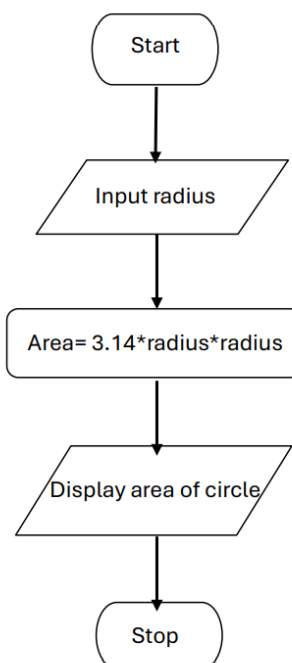 Start
Input radius
Area= 3.14*radius*radius
Display area of circle
Stop